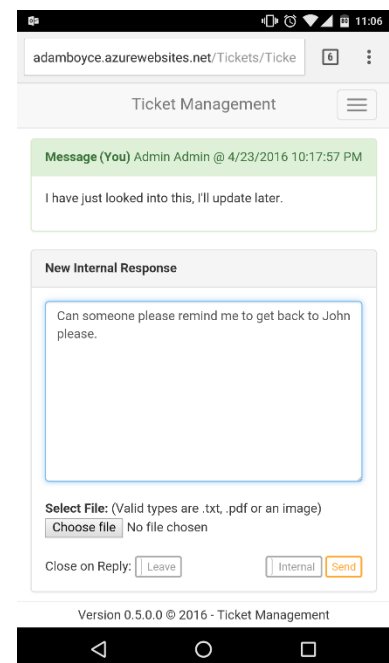 11:06
adamboyce.azurewebsites.net/Tickets/Ticke
6
Ticket Management
Message (You) Admin Admin @ 4/23/2016 10:17:57 PM
I have just looked into this, I'll update later.
New Internal Response
Can someone please remind me to get back to John
please.
Select File: (Valid types are .txt, .pdf or an image)
Choose file No file chosen
Close on Reply: Leave Internal Send
Version 0.5.0.0 © 2016 - Ticket Management